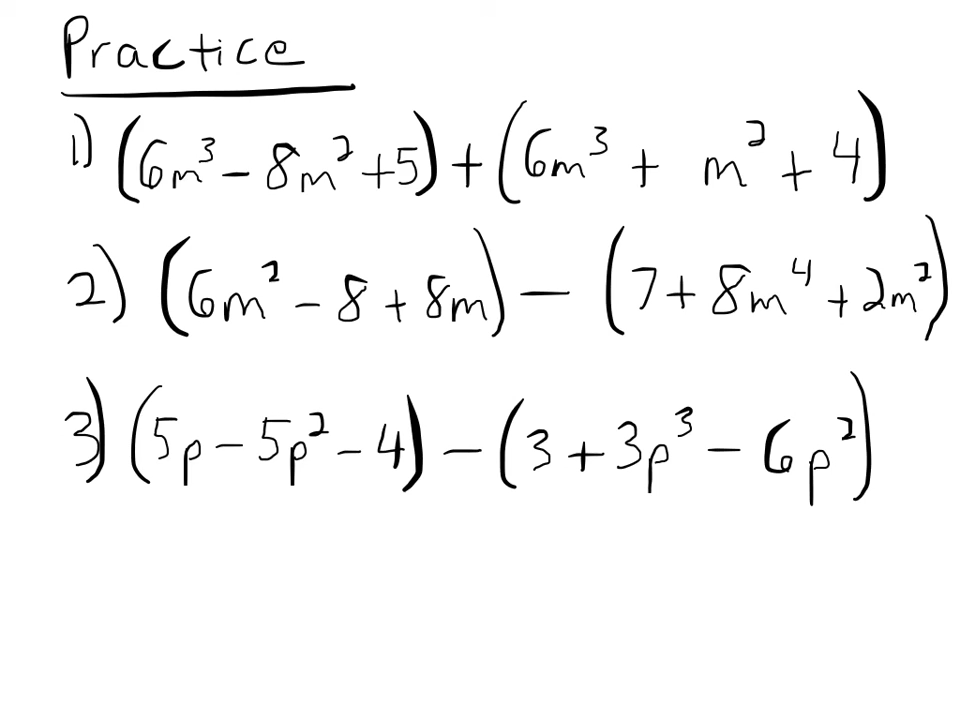 Practice
1) (6m³ - 8m² + 5) + (6m³ + m² + 4)
2) (6m² - 8 + 8m) - (7 + 8m⁴ + 2m²)
3) (5p - 5p² - 4) - (3 + 3p³ - 6p²)